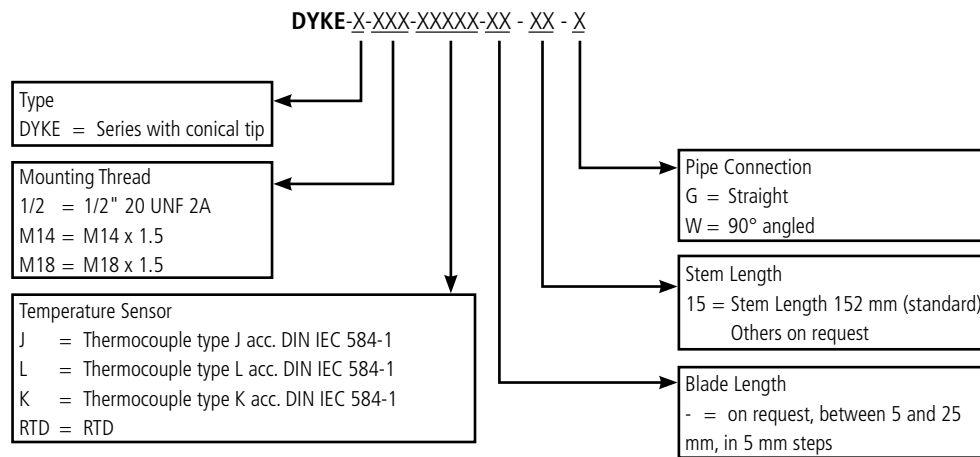 DYKE-X-XXX-XXXXX-XX - XX - X
Type
DYKE = Series with conical tip
Mounting Thread
1/2 = 1/2" 20 UNF 2A
M14 = M14 x 1.5
M18 = M18 x 1.5
Temperature Sensor
J = Thermocouple type J acc. DIN IEC 584-1
L = Thermocouple type L acc. DIN IEC 584-1
K = Thermocouple type K acc. DIN IEC 584-1
RTD = RTD
Pipe Connection
G = Straight
W = 90° angled
Stem Length
15 = Stem Length 152 mm (standard)
Others on request
Blade Length
- = on request, between 5 and 25
mm, in 5 mm steps